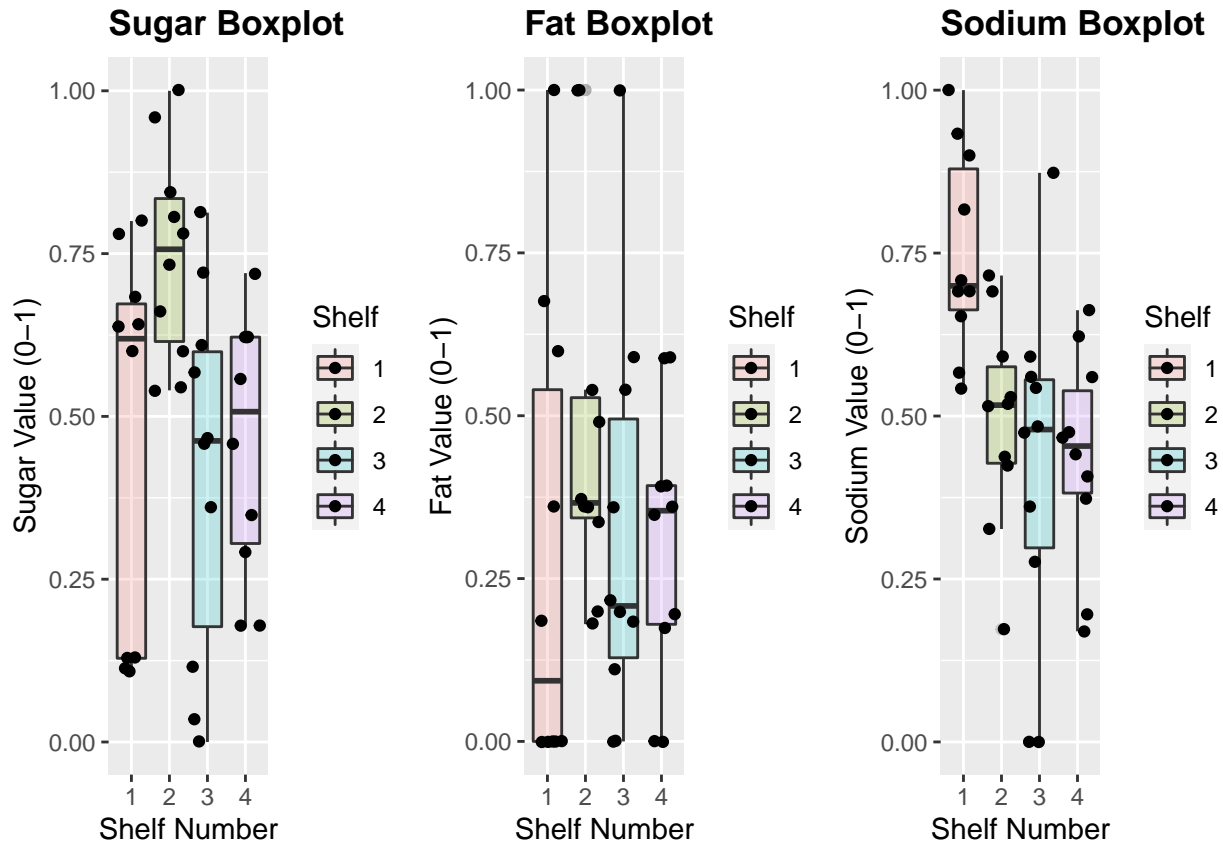 Sugar Boxplot
1.00
0.75
0.50
0.25
0.00
Sugar Value (0−1)
1 2 3 4
Shelf Number
Shelf
1
2
3
4
Fat Boxplot
1.00
0.75
0.50
0.25
0.00
Fat Value (0−1)
1 2 3 4
Shelf Number
Shelf
1
2
3
4
Sodium Boxplot
1.00
0.75
0.50
0.25
0.00
Sodium Value (0−1)
1 2 3 4
Shelf Number
Shelf
1
2
3
4